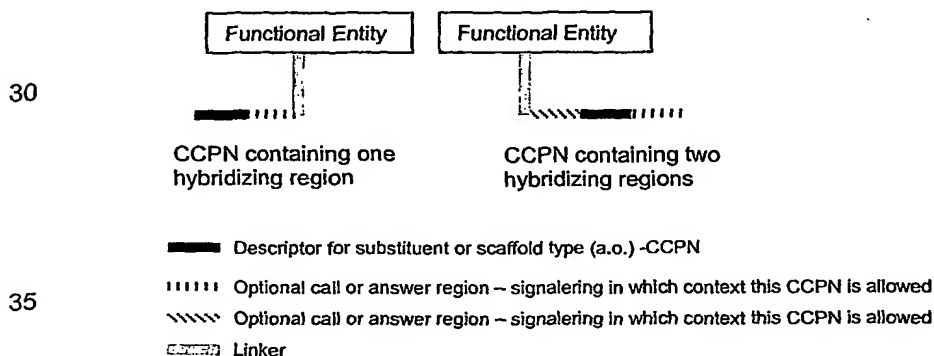 Functional Entity Functional Entity
30
CCPN containing one hybridizing region
CCPN containing two hybridizing regions
Descriptor for substituent or scaffold type (a.o.) -CCPN
35 Optional call or answer region – signalering in which context this CCPN is allowed
Optional call or answer region – signalering in which context this CCPN is allowed
Linker